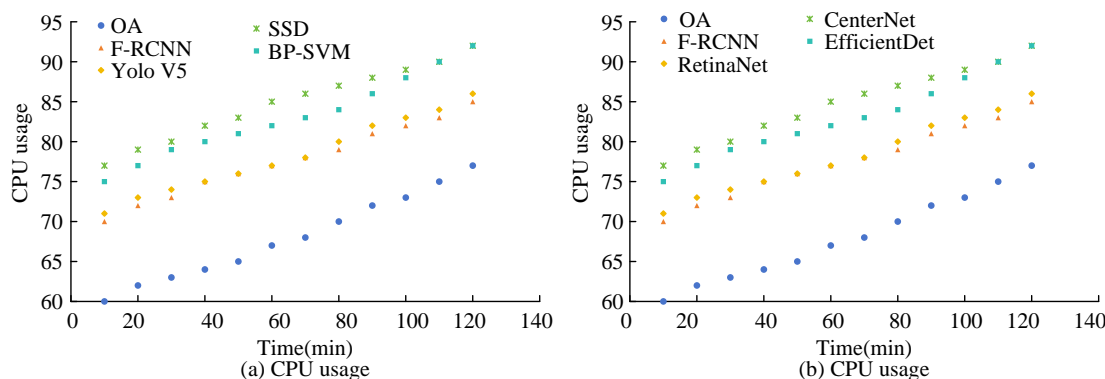 95
90
85
80
75
70
65
60
CPU usage
OA
F-RCNN
Yolo V5
SSD
BP-SVM
0 20 40 60 80 100 120 140
Time(min)
(a) CPU usage
95
90
85
80
75
70
65
60
CPU usage
OA
F-RCNN
RetinaNet
CenterNet
EfficientDet
0 20 40 60 80 100 120 140
Time(min)
(b) CPU usage